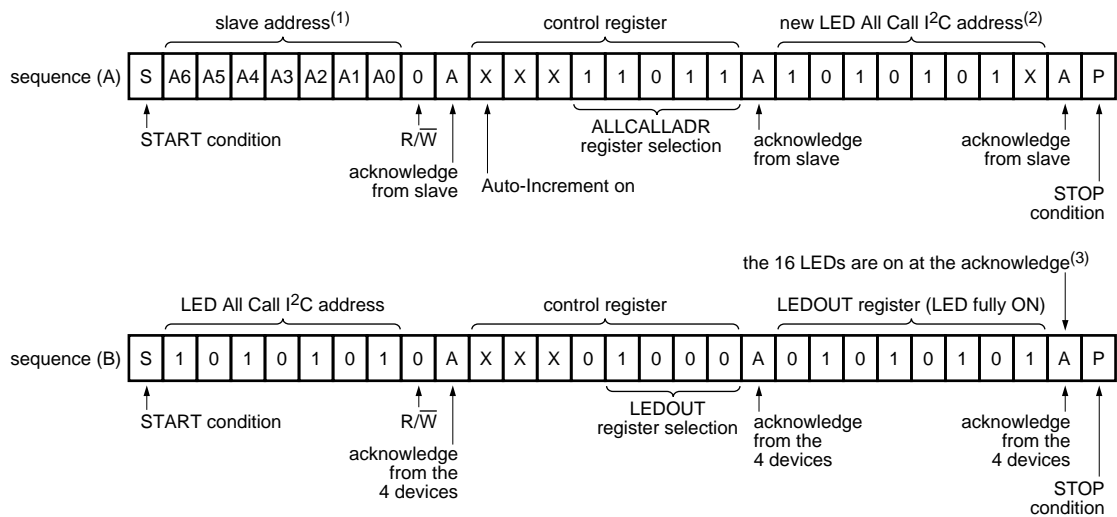 slave address(1)
control register
new LED All Call I2C address(2)
sequence (A)
S A6 A5 A4 A3 A2 A1 A0 0 A X X X 1 1 0 1 1 A 1 0 1 0 1 0 1 X A P
START condition
R/W
acknowledge
from slave
Auto-Increment on
ALLCALLADR
register selection
acknowledge
from slave
acknowledge
from slave
STOP
condition
the 16 LEDs are on at the acknowledge(3)
LED All Call I2C address
control register
LEDOUT register (LED fully ON)
sequence (B)
S 1 0 1 0 1 0 1 0 A X X X 0 1 0 0 0 A 0 1 0 1 0 1 0 1 A P
START condition
R/W
acknowledge
from the
4 devices
LEDOUT
register selection
acknowledge
from the
4 devices
acknowledge
from the
4 devices
STOP
condition